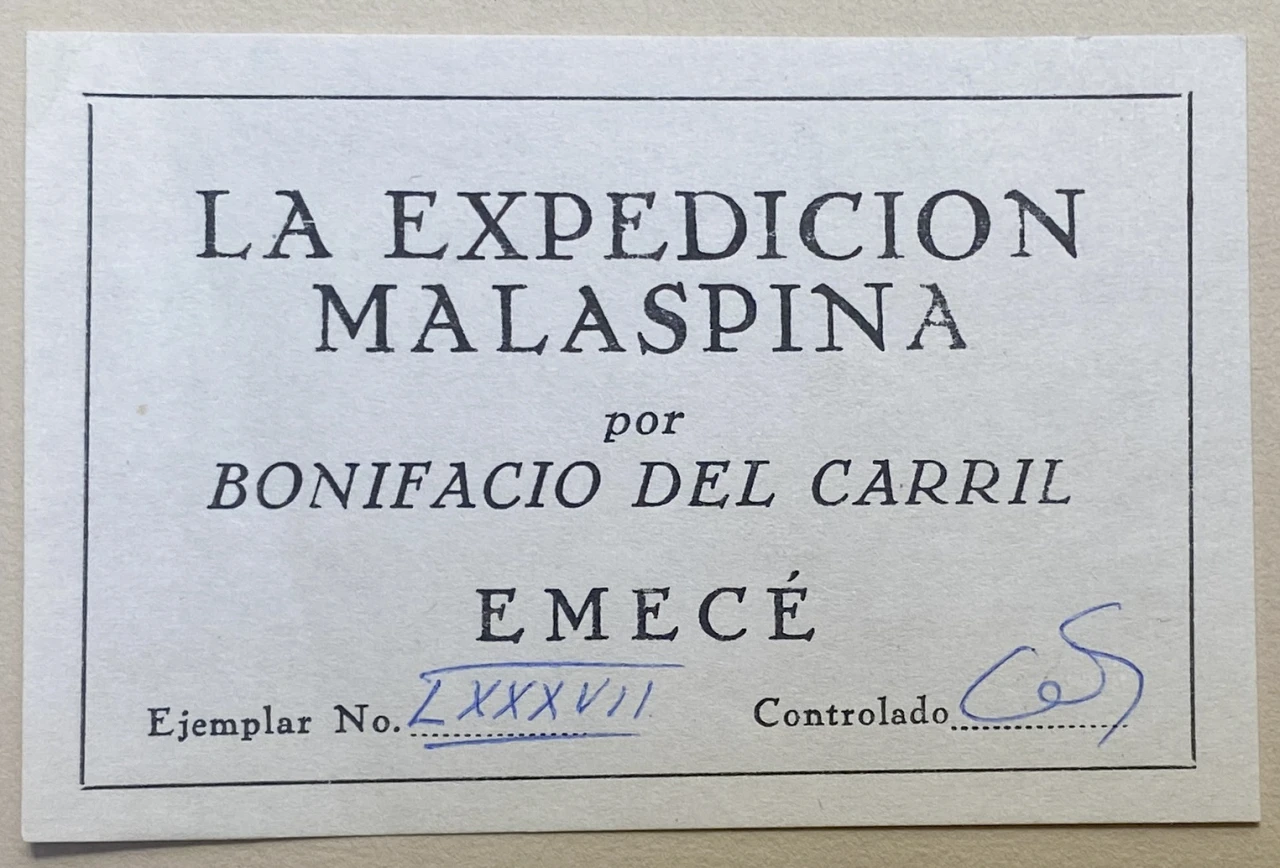 LA EXPEDICION
MALASPINA
por
BONIFACIO DEL CARRIL
EMECÉ
Ejemplar No. LXXXVII Controlado